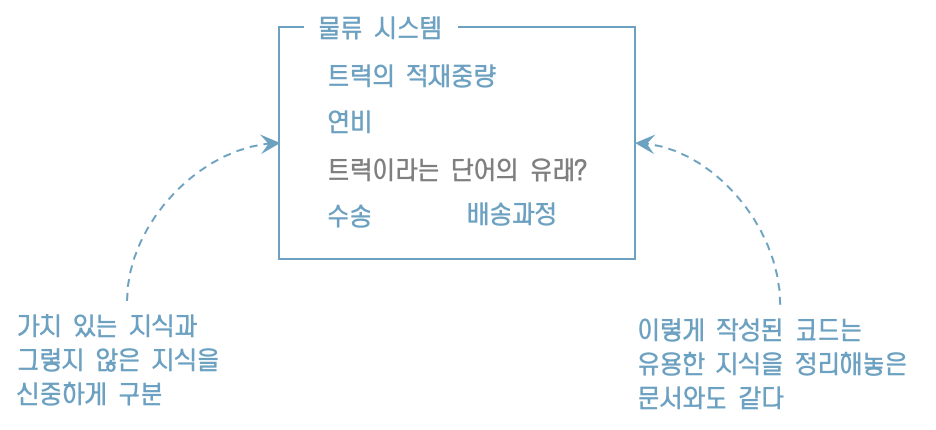 물류 시스템
트럭의 적재중량
연비
트럭이라는 단어의 유래?
수송 배송과정
가치 있는 지식과
그렇지 않은 지식을
신중하게 구분
이렇게 작성된 코드는
유용한 지식을 정리해놓은
문서와도 같다